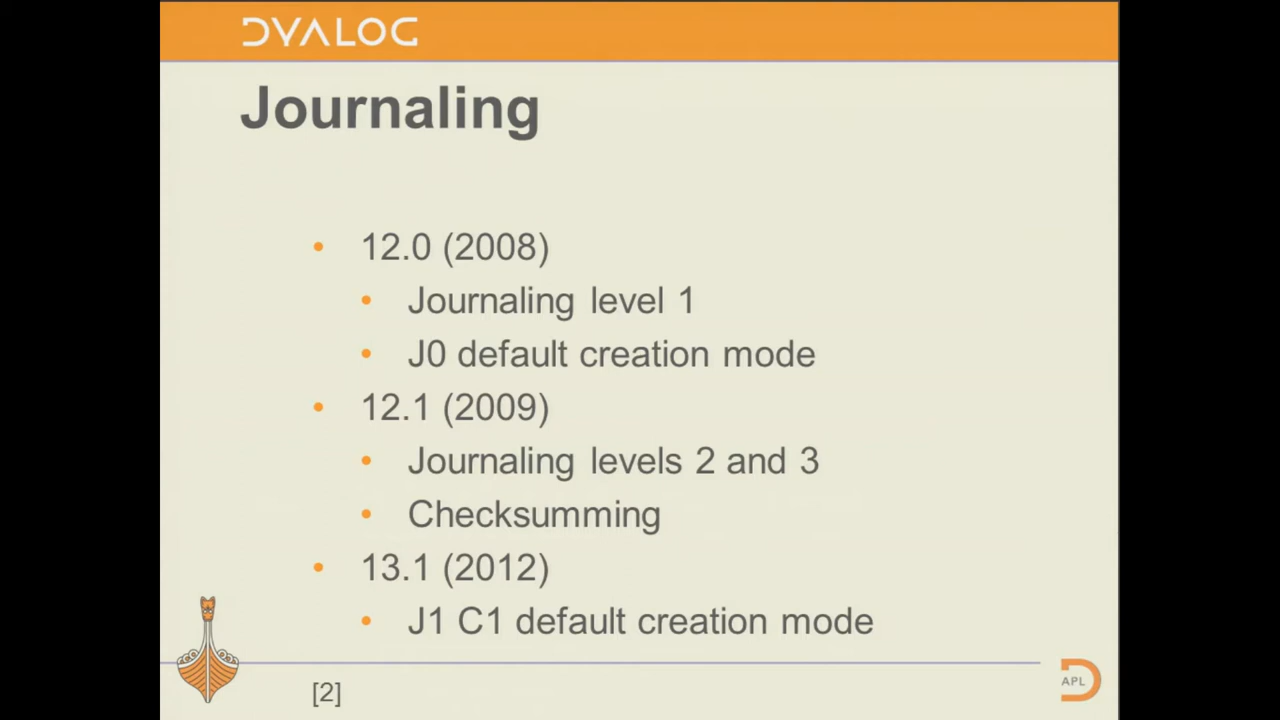 DYALOG
Journaling
• 12.0 (2008)
• Journaling level 1
• J0 default creation mode
• 12.1 (2009)
• Journaling levels 2 and 3
• Checksumming
• 13.1 (2012)
• J1 C1 default creation mode
[2]
APL